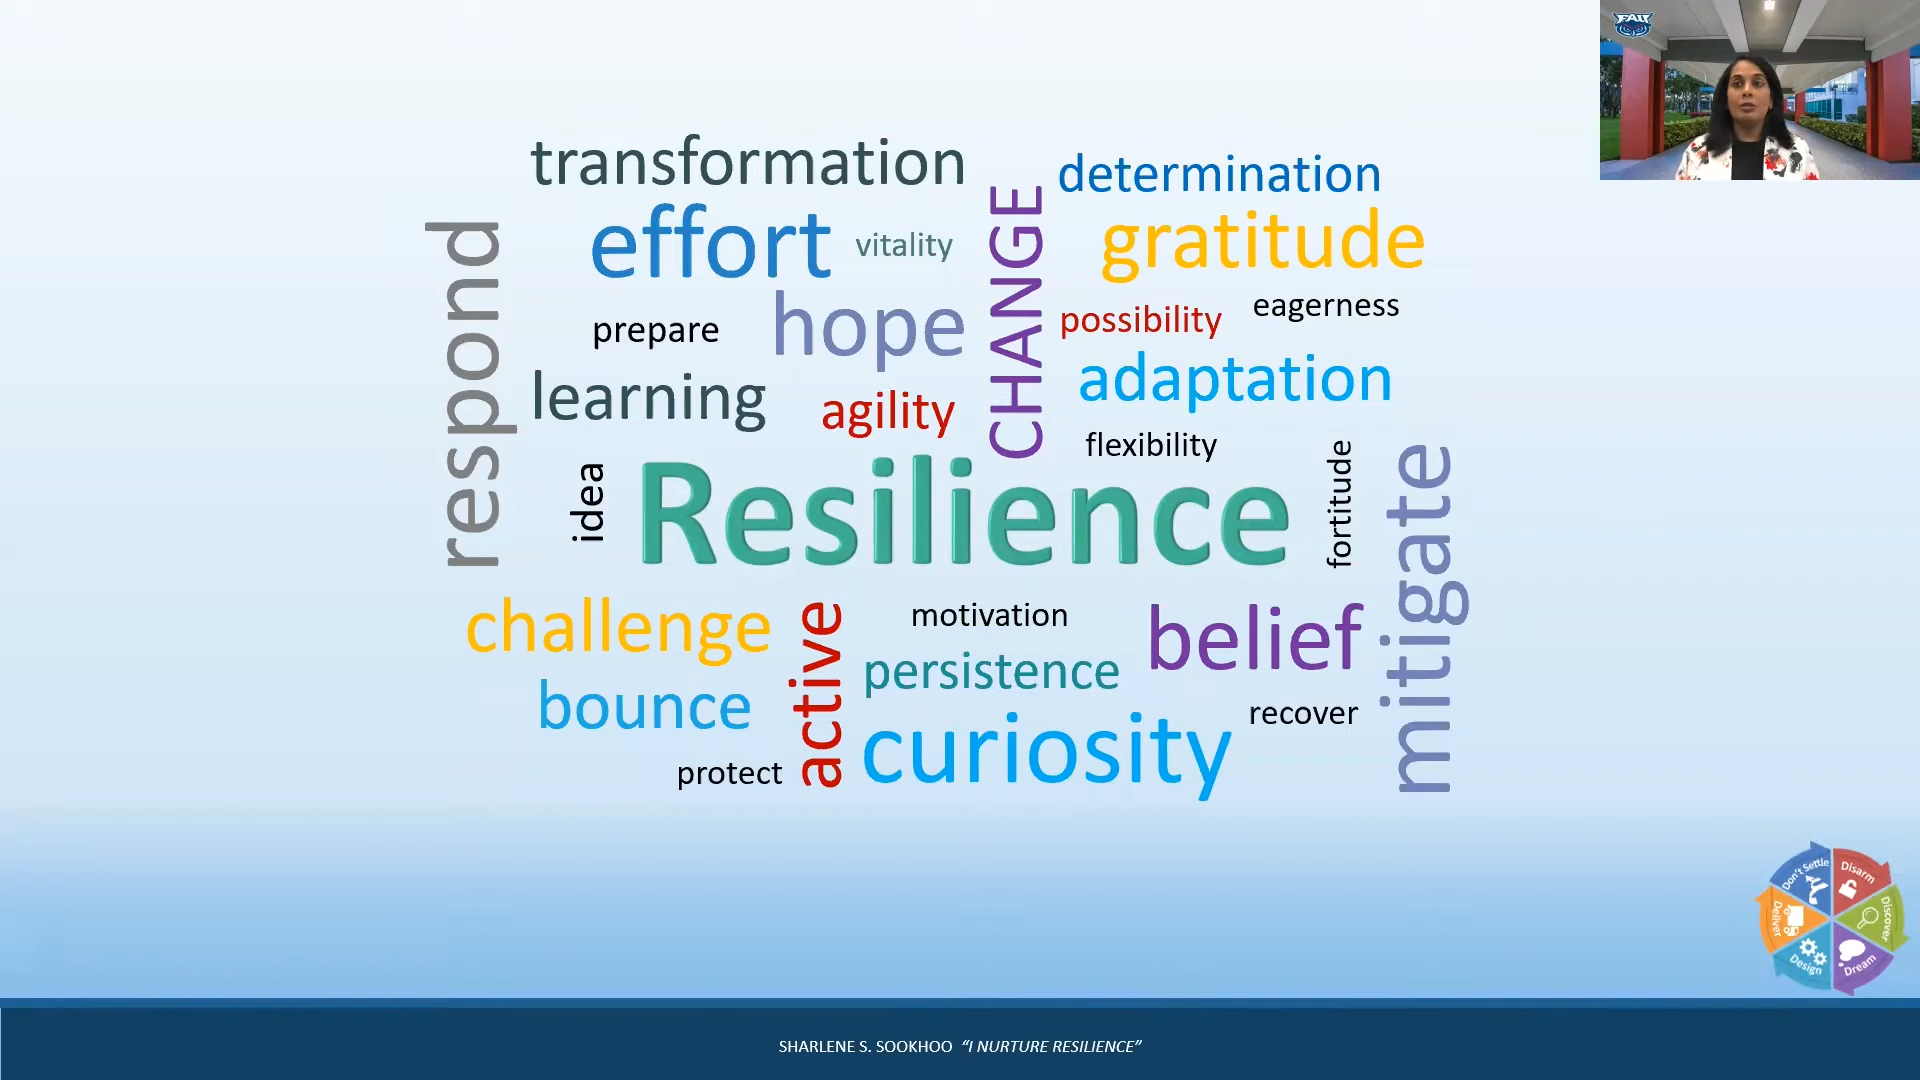 FAU
transformation
determination
respond
effort
vitality
CHANGE
gratitude
prepare
hope
possibility
eagerness
learning
agility
adaptation
flexibility
idea
Resilience
fortitude
mitigate
challenge
active
motivation
belief
persistence
bounce
curiosity
recover
protect
Don't Settle
Disarm
Discover
Dream
Design
Deliver
SHARLENE S. SOOKHOO “I NURTURE RESILIENCE”